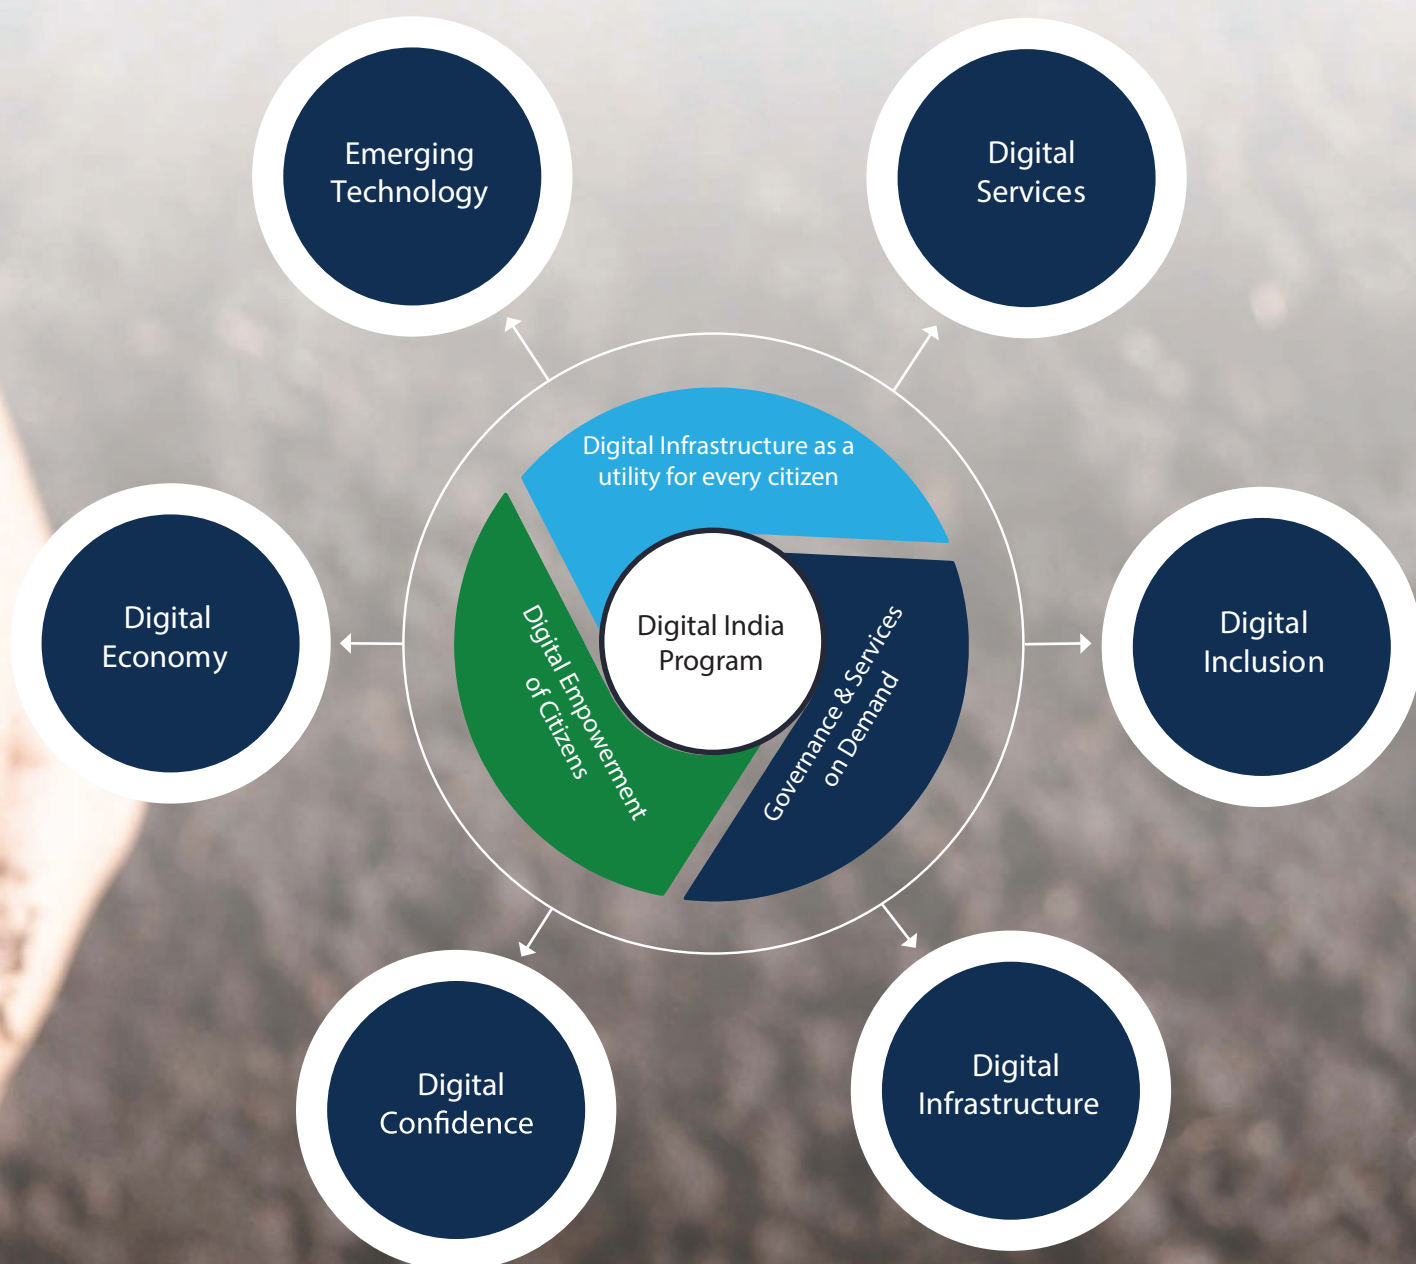 Emerging
Technology
Digital
Services
Digital Infrastructure as a
utility for every citizen
Digital
Economy
Digital Empowerment
of Citizens
Digital India
Program
Governance & Services
on Demand
Digital
Inclusion
Digital
Confidence
Digital
Infrastructure